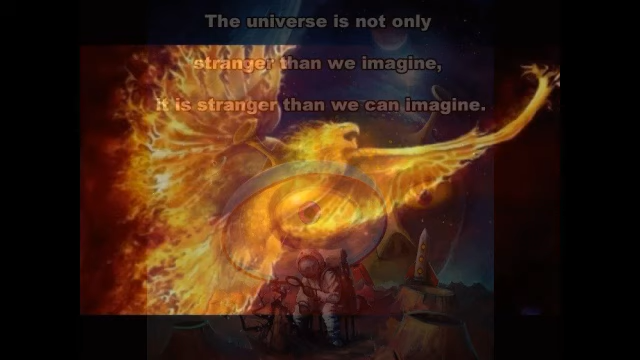 The universe is not only
stranger than we imagine,
it is stranger than we can imagine.